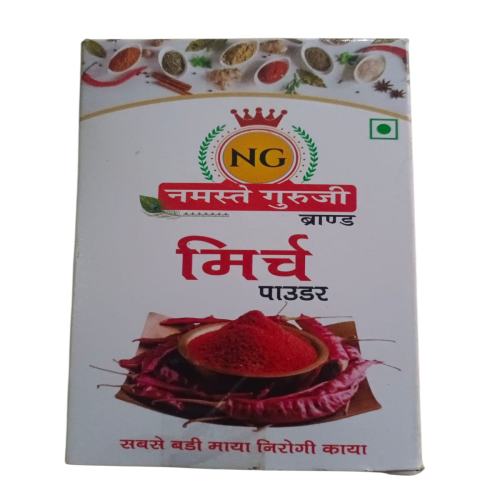 NG
नमस्ते गुरुजी
ब्राण्ड
मिर्च
पाउडर
सबसे बडी माया निरोगी काया